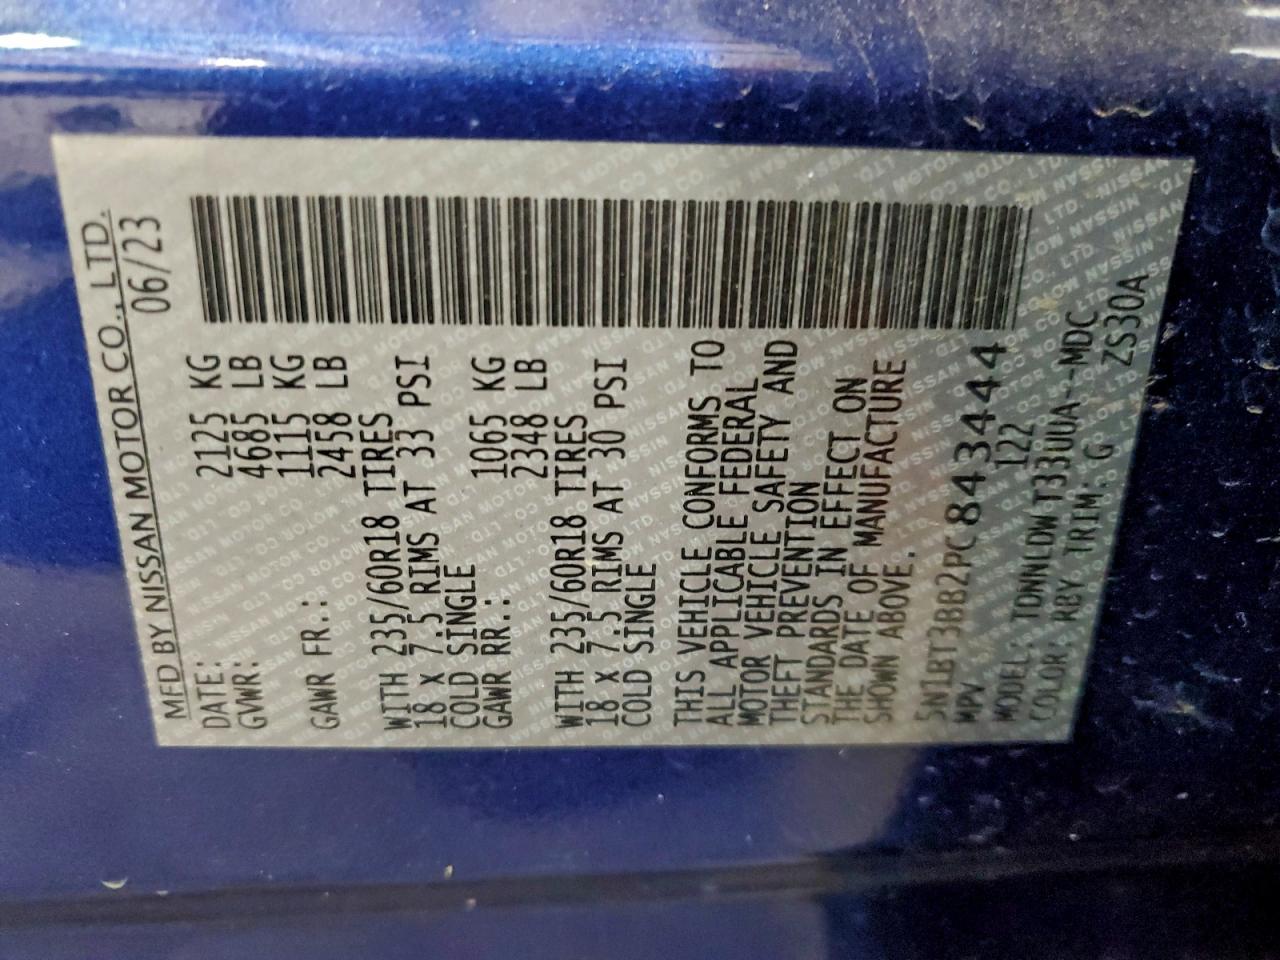 MFD BY NISSAN MOTOR CO., LTD.
DATE: 06/23
GVWR: 2125 KG
4685 LB
GAWR FR.: 1115 KG
2458 LB
WITH 235/60R18 TIRES
18 x 7.5 RIMS AT 33 PSI
COLD SINGLE
GAWR RR.: 1065 KG
2348 LB
WITH 235/60R18 TIRES
18 x 7.5 RIMS AT 30 PSI
COLD SINGLE
THIS VEHICLE CONFORMS TO
ALL APPLICABLE FEDERAL
MOTOR VEHICLE SAFETY AND
THEFT PREVENTION
STANDARDS IN EFFECT ON
THE DATE OF MANUFACTURE
SHOWN ABOVE.
5N1BT3BB2PC843444
MPV 122
MODEL: TDNNLDWT33UUA--MDC
COLOR: RBY TRIM: G ZS30A